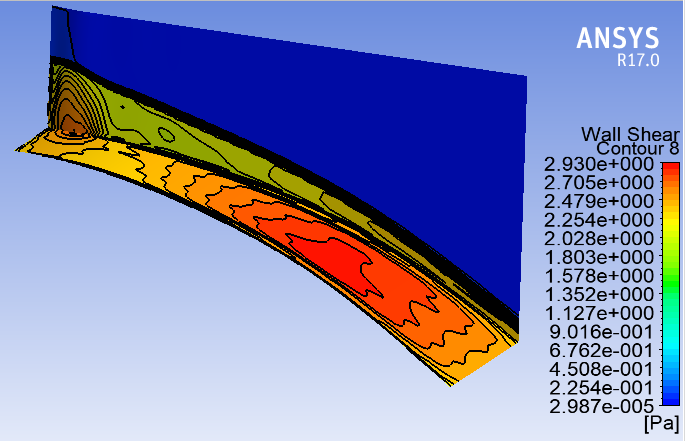 ANSYS
R17.0
Wall Shear
Contour 8
2.930e+000
2.705e+000
2.479e+000
2.254e+000
2.028e+000
1.803e+000
1.578e+000
1.352e+000
1.127e+000
9.016e-001
6.762e-001
4.508e-001
2.254e-001
2.987e-005
[Pa]